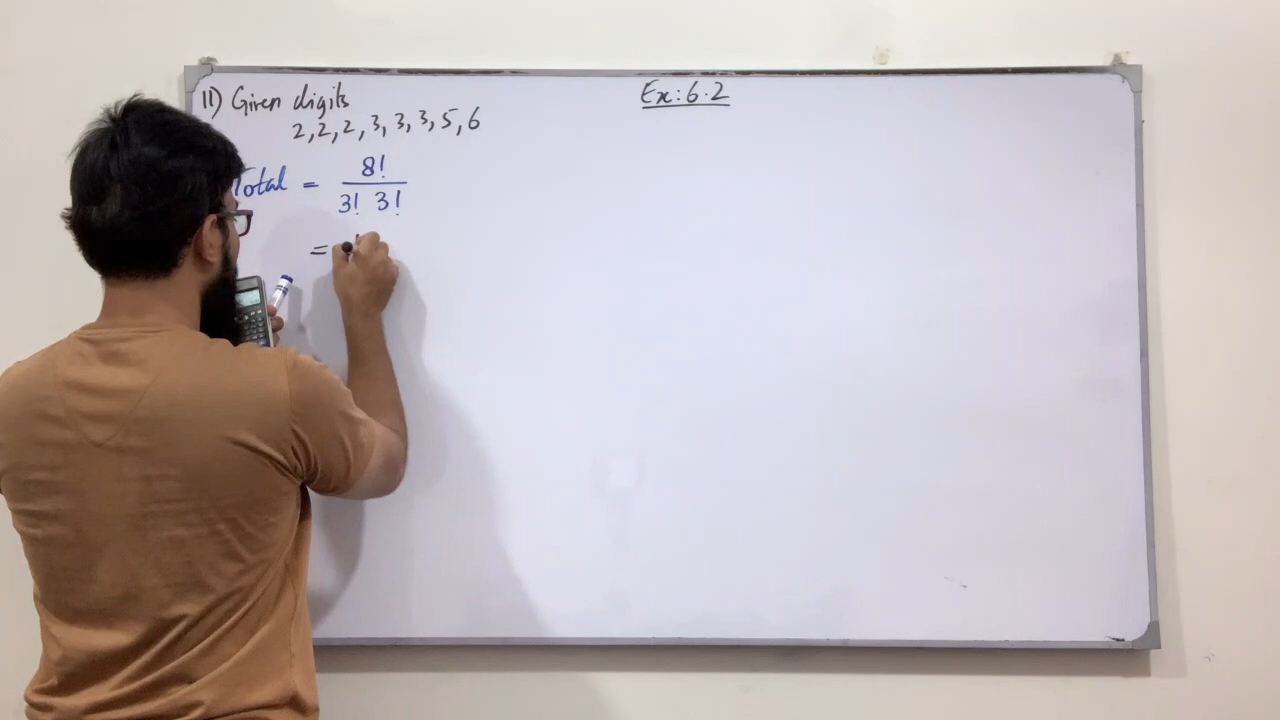 Ex: 6.2
11) Given digits
2, 2, 2, 3, 3, 3, 5, 6
Total = 8!
3! 3!
=